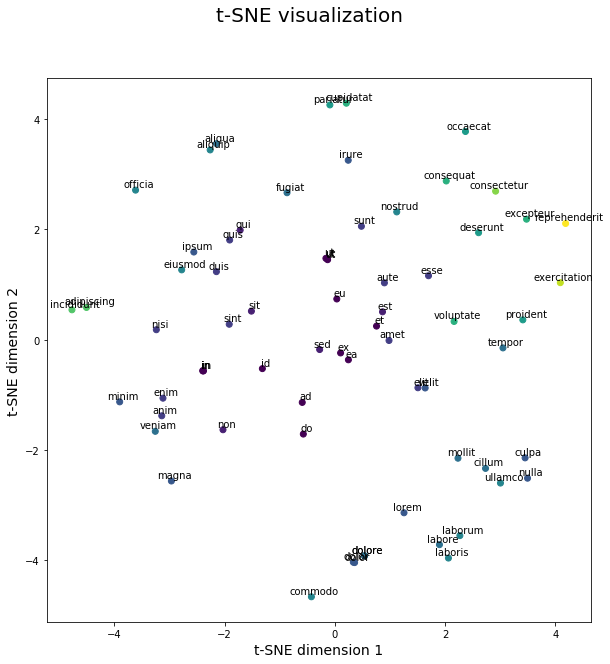 t-SNE visualization
pariatur
cupidatat
occaecat
aliqua
aliquip
irure
consequat
consectetur
officia
fugiat
nostrud
excepteur
reprehenderit
sunt
deserunt
qui
quis
ipsum
ut
eiusmod
duis
esse
aute
exercitation
adipiscing
incididunt
eu
sit
est
voluptate
proident
nisi
sint
et
amet
tempor
sed
ex
ea
in
id
elit
velit
minim
enim
ad
anim
veniam
non
do
mollit
culpa
cillum
magna
ullamco
nulla
lorem
laborum
labore
laboris
dolore
dolor
commodo
4
2
0
−2
−4
t-SNE dimension 2
−4
−2
0
2
4
t-SNE dimension 1